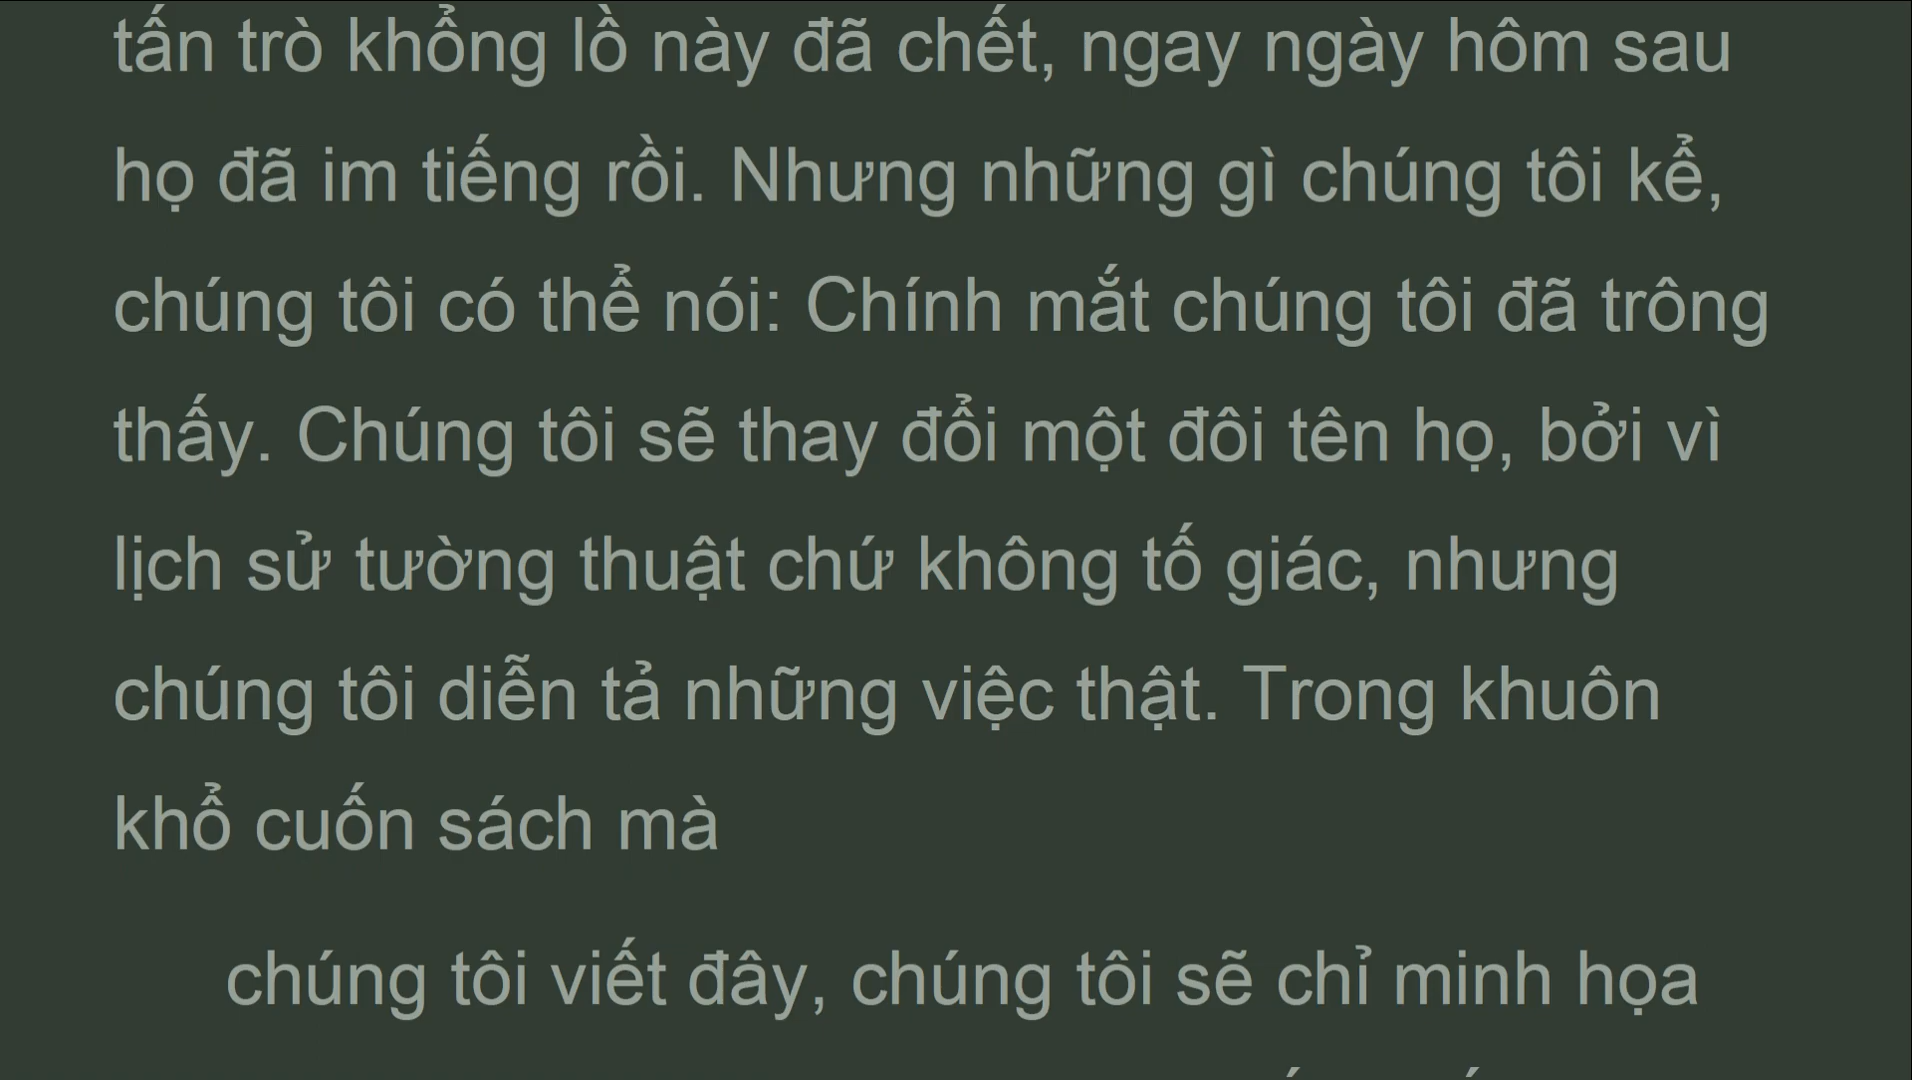 tấn trò khổng lồ này đã chết, ngay ngày hôm sau
họ đã im tiếng rồi. Nhưng những gì chúng tôi kể,
chúng tôi có thể nói: Chính mắt chúng tôi đã trông
thấy. Chúng tôi sẽ thay đổi một đôi tên họ, bởi vì
lịch sử tường thuật chứ không tố giác, nhưng
chúng tôi diễn tả những việc thật. Trong khuôn
khổ cuốn sách mà
chúng tôi viết đây, chúng tôi sẽ chỉ minh họa